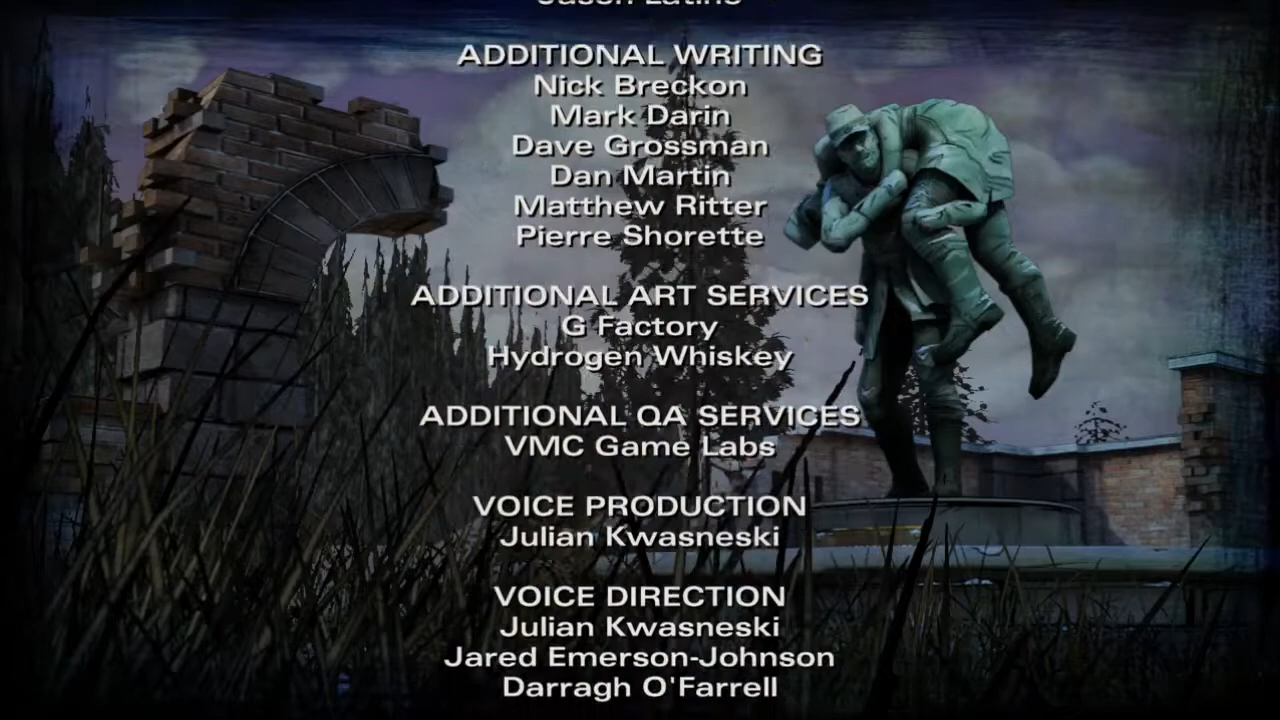 Jason Latino
ADDITIONAL WRITING
Nick Breckon
Mark Darin
Dave Grossman
Dan Martin
Matthew Ritter
Pierre Shorette
ADDITIONAL ART SERVICES
G Factory
Hydrogen Whiskey
ADDITIONAL QA SERVICES
VMC Game Labs
VOICE PRODUCTION
Julian Kwasneski
VOICE DIRECTION
Julian Kwasneski
Jared Emerson-Johnson
Darragh O'Farrell